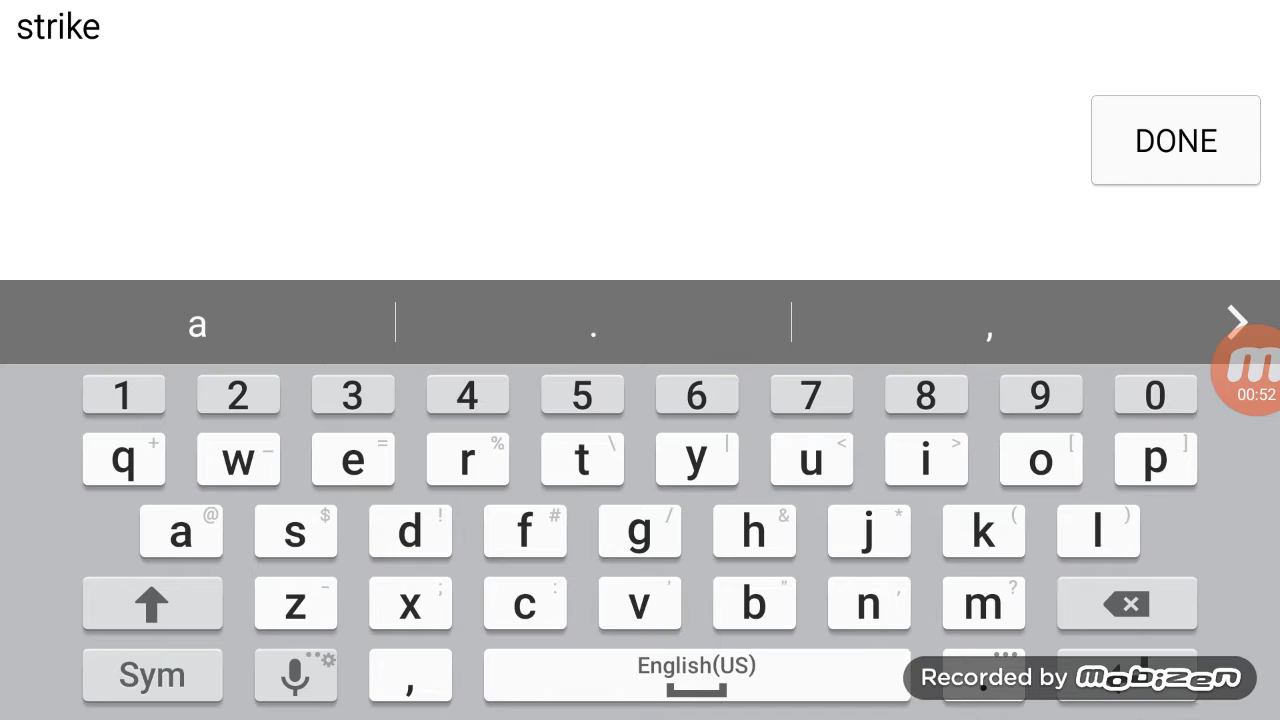 strike
DONE
a . ,
00:52
1 2 3 4 5 6 7 8 9 0
q + w _ e = r % t \ y | u < i > o [ p ]
a @ s $ d ! f # g / h & j * k ( l )
z - x ; c : v ' b " n , m ?
Sym , English(US) .
Recorded by mobizen